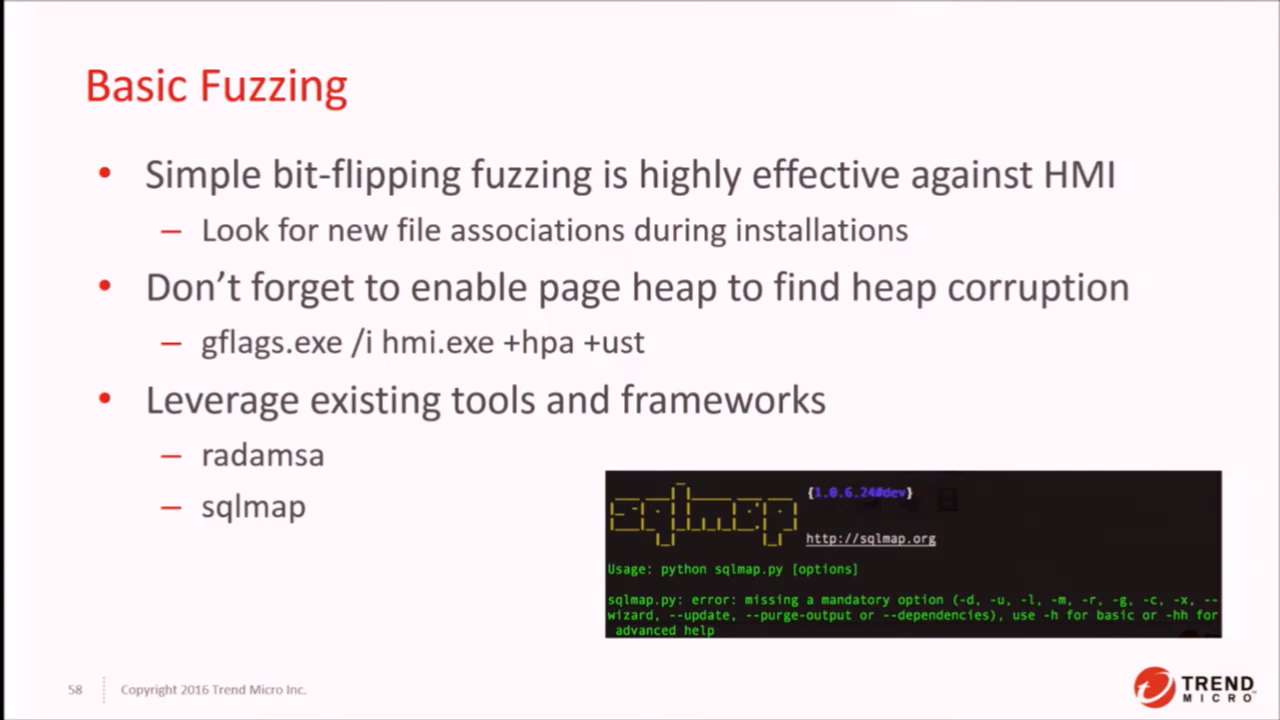 Basic Fuzzing
• Simple bit-flipping fuzzing is highly effective against HMI
– Look for new file associations during installations
• Don't forget to enable page heap to find heap corruption
– gflags.exe /i hmi.exe +hpa +ust
• Leverage existing tools and frameworks
– radamsa
– sqlmap
sqlmap {1.0.6.24#dev}
http://sqlmap.org
Usage: python sqlmap.py [options]
sqlmap.py: error: missing a mandatory option (-d, -u, -l, -m, -r, -g, -c, -x, --
wizard, --update, --purge-output or --dependencies), use -h for basic or -hh for
advanced help
58 Copyright 2016 Trend Micro Inc.
TREND
MICRO